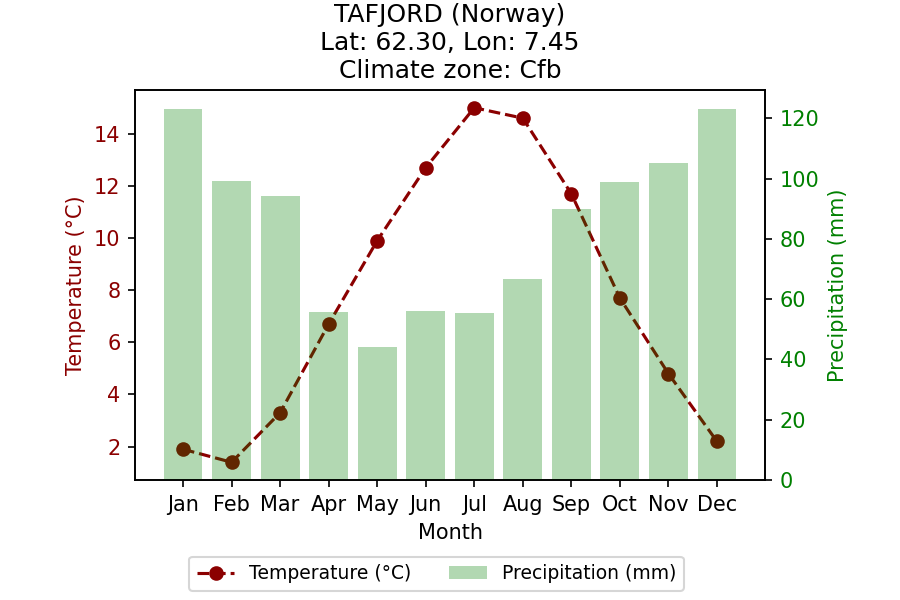 TAFJORD (Norway)
Lat: 62.30, Lon: 7.45
Climate zone: Cfb
Temperature (°C)
14
12
10
8
6
4
2
120
100
80
60
40
20
0
Precipitation (mm)
Jan Feb Mar Apr May Jun Jul Aug Sep Oct Nov Dec
Month
Temperature (°C) Precipitation (mm)